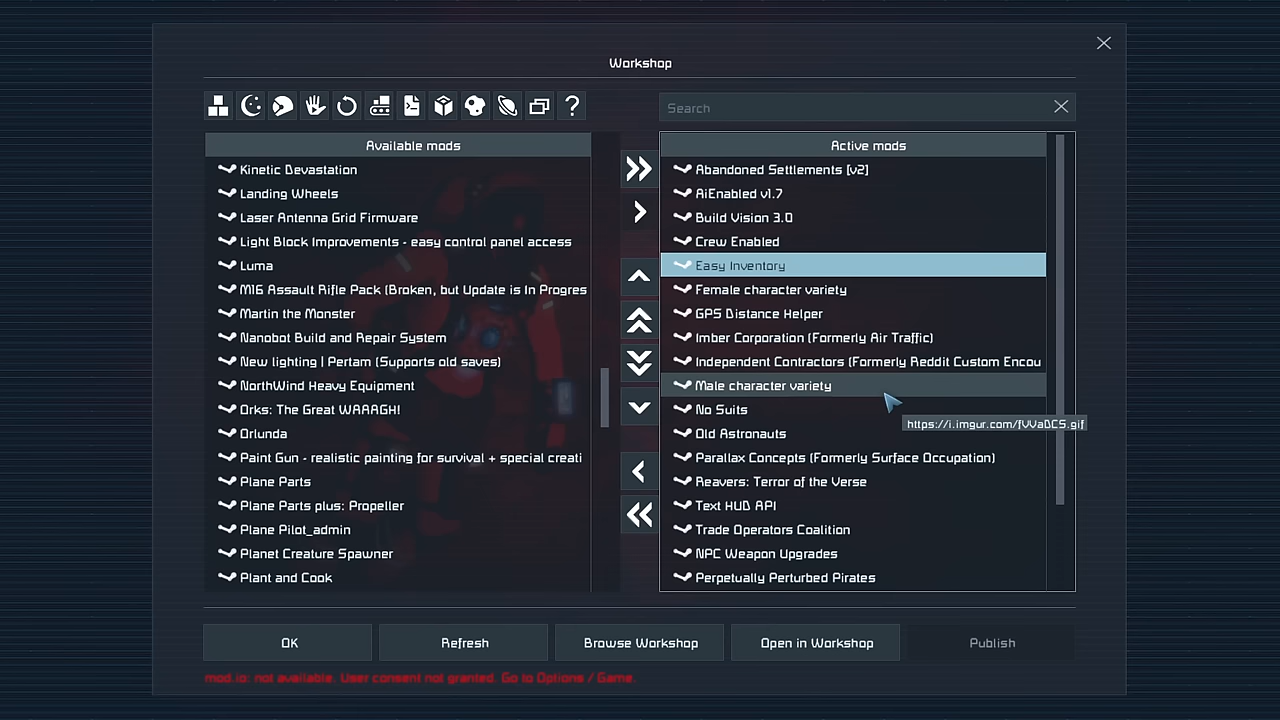 Workshop
?
Search
Available mods
Kinetic Devastation
Landing Wheels
Laser Antenna Grid Firmware
Light Block Improvements - easy control panel access
Luma
M16 Assault Rifle Pack (Broken, but Update is In Progres
Martin the Monster
Nanobot Build and Repair System
New lighting | Pertam (Supports old saves)
NorthWind Heavy Equipment
Orks: The Great WAAAGH!
Orlunda
Paint Gun - realistic painting for survival + special creati
Plane Parts
Plane Parts plus: Propeller
Plane Pilot_admin
Planet Creature Spawner
Plant and Cook
Active mods
Abandoned Settlements [v2]
AiEnabled v1.7
Build Vision 3.0
Crew Enabled
Easy Inventory
Female character variety
GPS Distance Helper
Imber Corporation (Formerly Air Traffic)
Independent Contractors (Formerly Reddit Custom Encou
Male character variety
No Suits
https://i.imgur.com/fVVaDCS.gif
Old Astronauts
Parallax Concepts (Formerly Surface Occupation)
Reavers: Terror of the Verse
Text HUD API
Trade Operators Coalition
NPC Weapon Upgrades
Perpetually Perturbed Pirates
OK
Refresh
Browse Workshop
Open in Workshop
Publish
mod.io: not available. User consent not granted. Go to Options / Game.